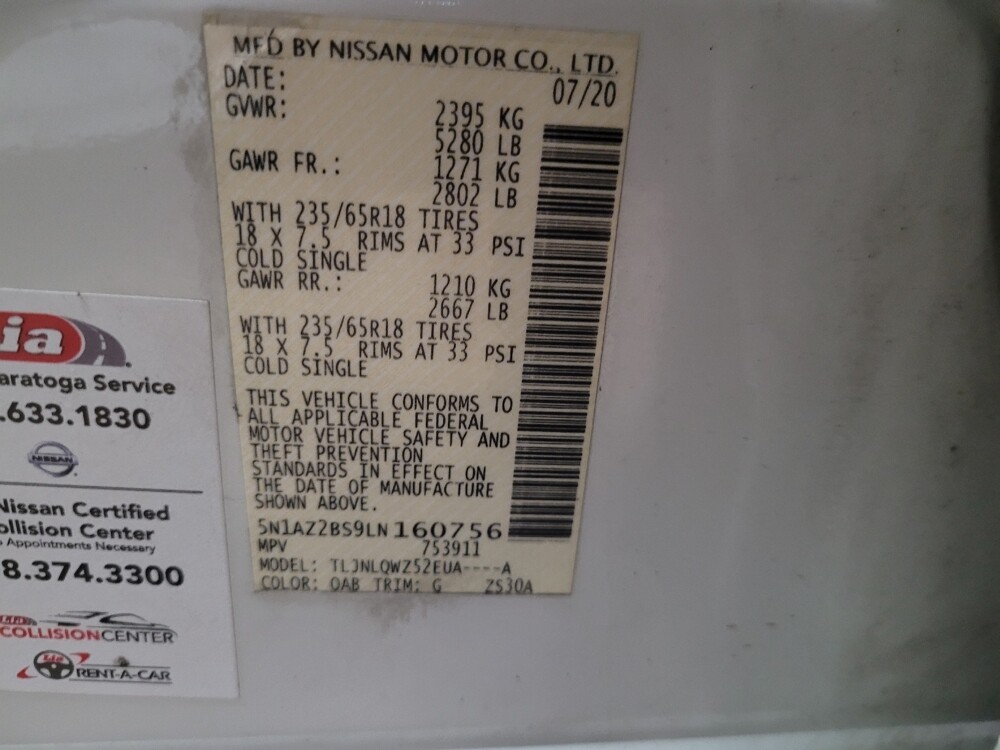 MFD BY NISSAN MOTOR CO., LTD.
DATE: 07/20
GVWR: 2395 KG
5280 LB
GAWR FR.: 1271 KG
2802 LB
WITH 235/65R18 TIRES
18 X 7.5 RIMS AT 33 PSI
COLD SINGLE
GAWR RR.: 1210 KG
2667 LB
WITH 235/65R18 TIRES
18 X 7.5 RIMS AT 33 PSI
COLD SINGLE
THIS VEHICLE CONFORMS TO
ALL APPLICABLE FEDERAL
MOTOR VEHICLE SAFETY AND
THEFT PREVENTION
STANDARDS IN EFFECT ON
THE DATE OF MANUFACTURE
SHOWN ABOVE.
5N1AZ2BS9LN160756
MPV 753911
MODEL: TLJNLQWZ52EUA----A
COLOR: QAB TRIM: G ZS30A
ia
aratoga Service
.633.1830
NISSAN
Nissan Certified
ollision Center
Appointments Necessary
8.374.3300
COLLISIONCENTER
Lia
RENT-A-CAR